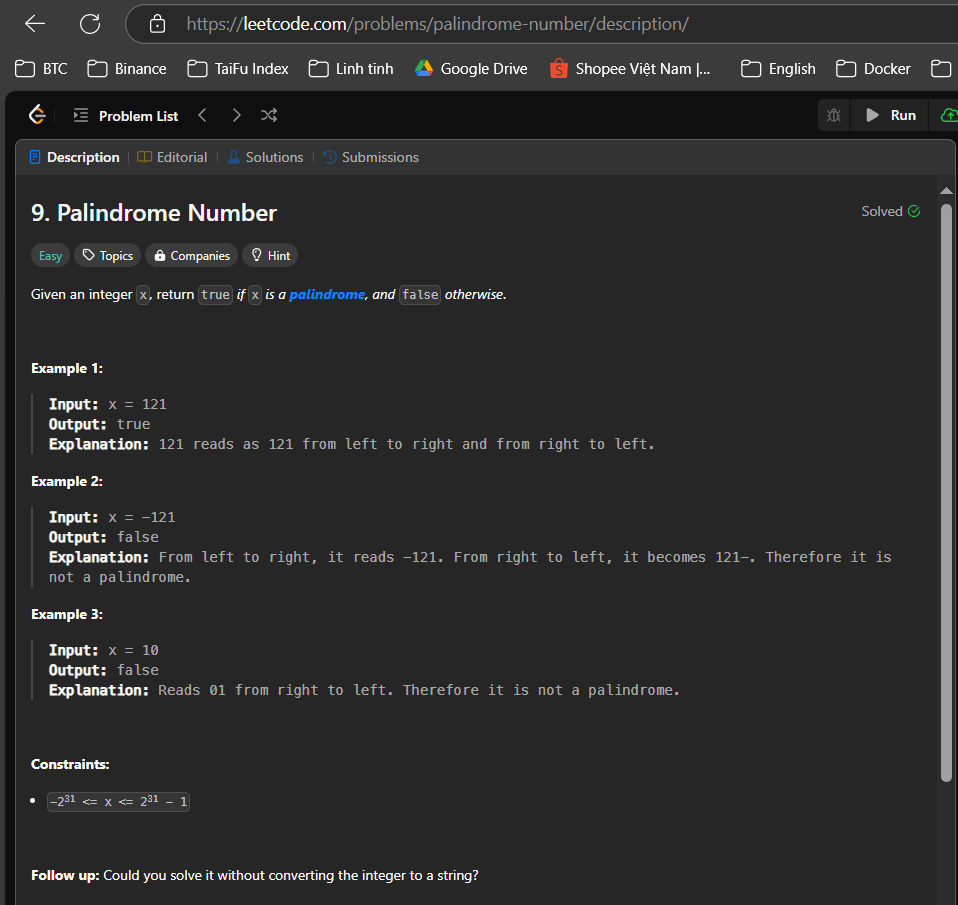 https://leetcode.com/problems/palindrome-number/description/
BTC Binance TaiFu Index Linh tinh Google Drive Shopee Việt Nam |... English Docker
Problem List Run
Description Editorial Solutions Submissions
9. Palindrome Number Solved
Easy Topics Companies Hint
Given an integer x, return true if x is a palindrome, and false otherwise.
Example 1:
Input: x = 121
Output: true
Explanation: 121 reads as 121 from left to right and from right to left.
Example 2:
Input: x = -121
Output: false
Explanation: From left to right, it reads -121. From right to left, it becomes 121-. Therefore it is
not a palindrome.
Example 3:
Input: x = 10
Output: false
Explanation: Reads 01 from right to left. Therefore it is not a palindrome.
Constraints:
• -2³¹ <= x <= 2³¹ - 1
Follow up: Could you solve it without converting the integer to a string?